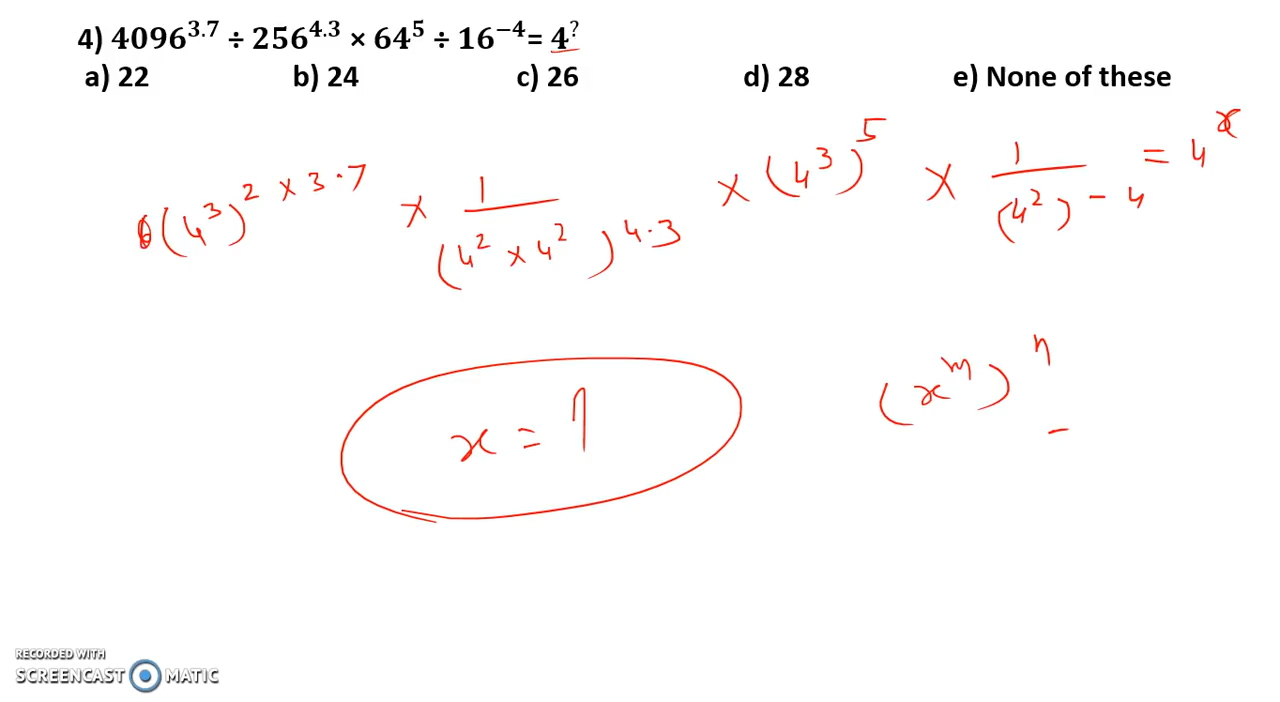 4) 4096^3.7 ÷ 256^4.3 × 64^5 ÷ 16^−4 = 4^?
a) 22 b) 24 c) 26 d) 28 e) None of these
(4^3)^2 × 3.7 × 1/(4^2 × 4^2)^4.3 × (4^3)^5 × 1/(4^2)^-4 = 4^x
x =
(x^m)^n
RECORDED WITH
SCREENCAST MATIC